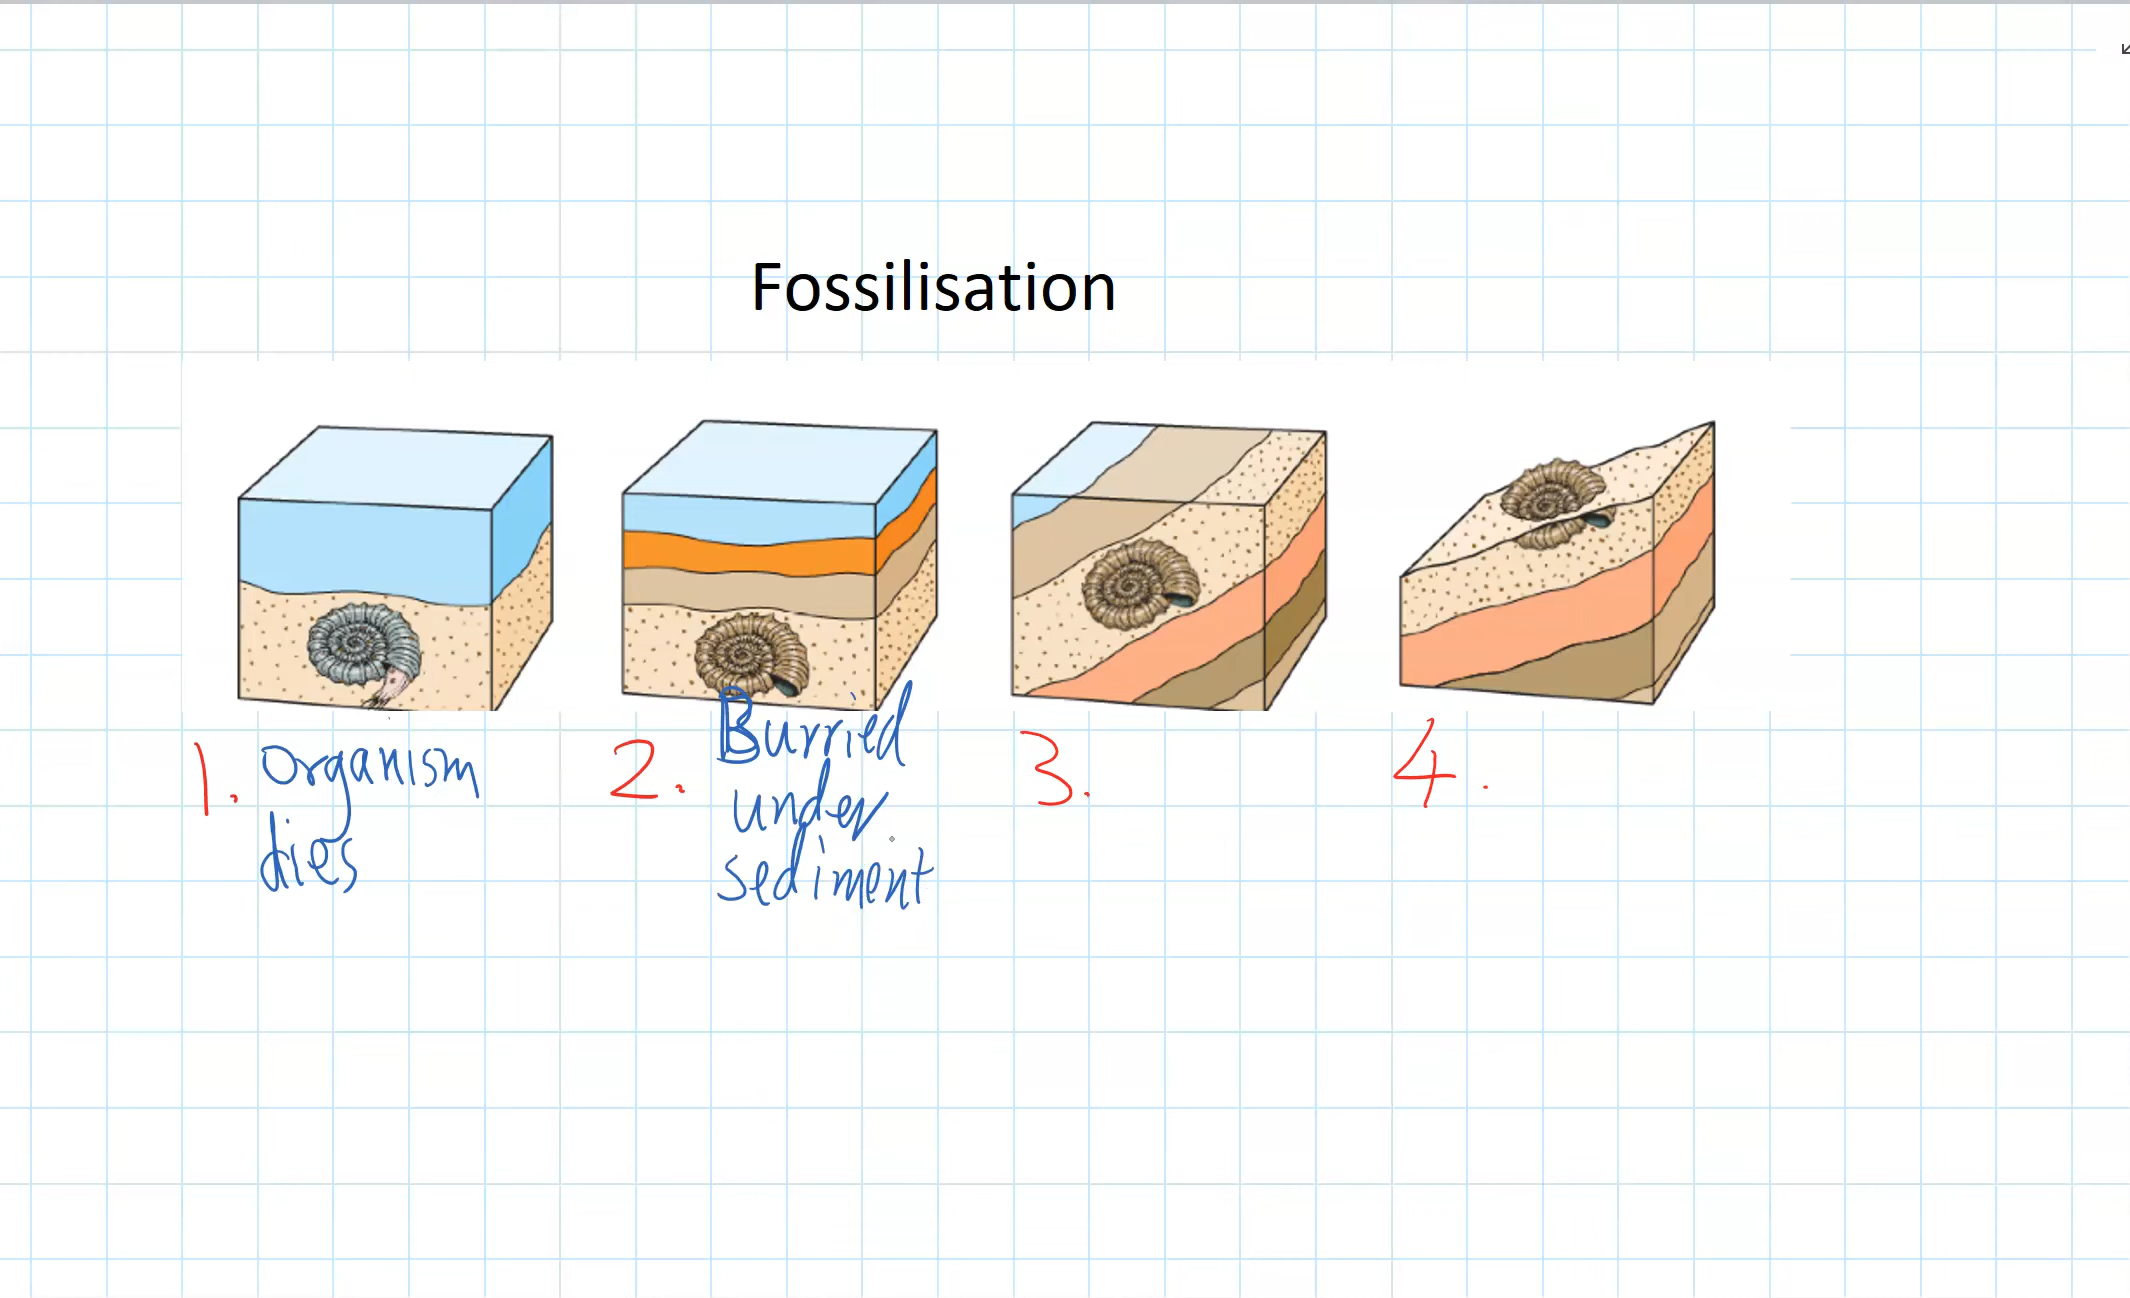 Fossilisation
1. Organism
dies
2. Burried
under
sediment
3.
4.